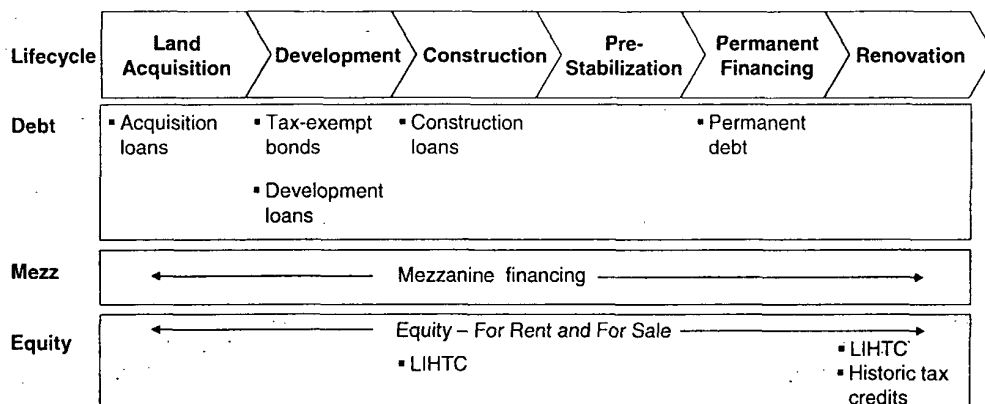 Lifecycle
Land
Acquisition
Development
Construction
Pre-
Stabilization
Permanent
Financing
Renovation
Debt
▪ Acquisition
loans
▪ Tax-exempt
bonds
▪ Development
loans
▪ Construction
loans
▪ Permanent
debt
Mezz
Mezzanine financing
Equity
Equity – For Rent and For Sale
▪ LIHTC
▪ LIHTC
▪ Historic tax
credits